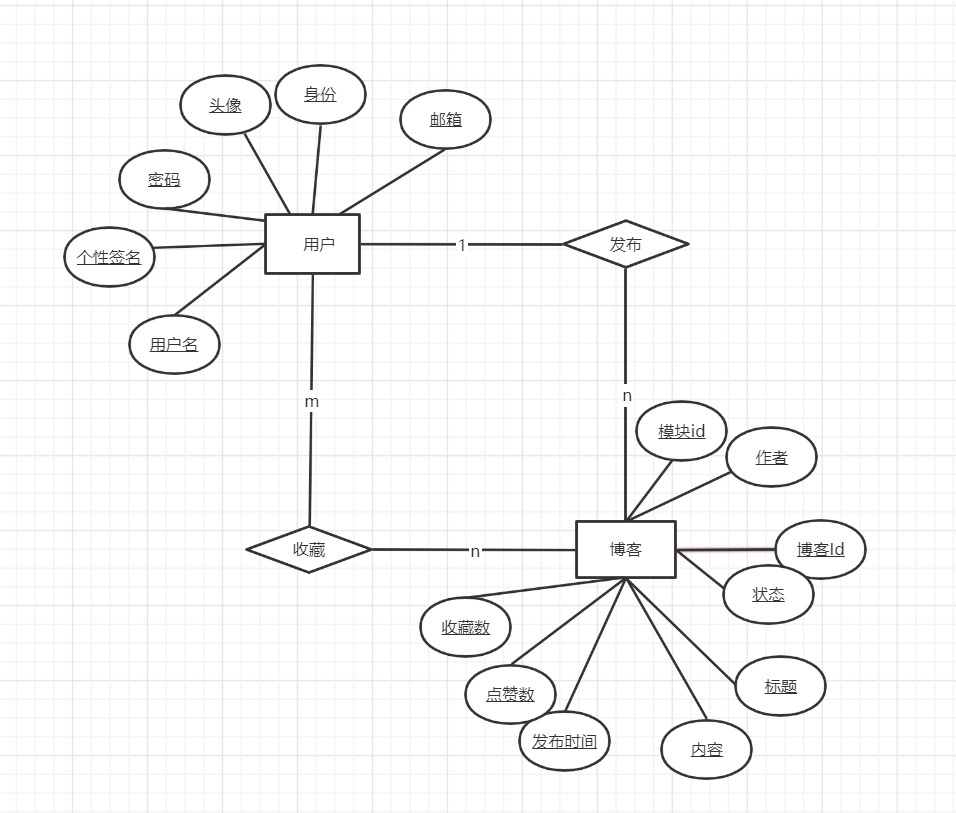 身份
头像
邮箱
密码
用户
1
发布
个性签名
用户名
m
n
模块id
作者
收藏
n
博客
博客Id
状态
收藏数
标题
点赞数
发布时间
内容